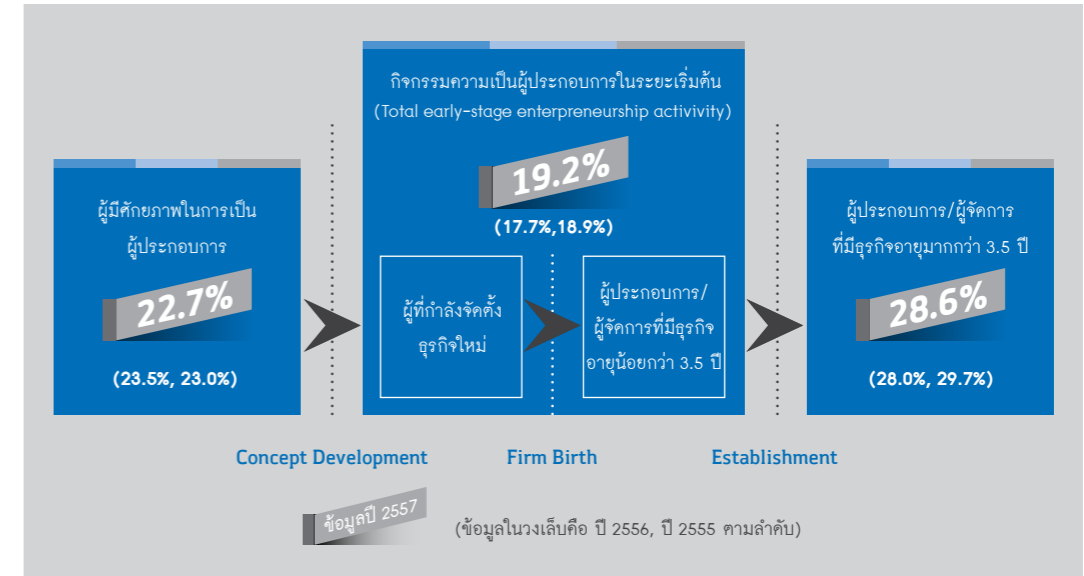 กิจกรรมความเป็นผู้ประกอบการในระยะเริ่มต้น
(Total early-stage enterpreneurship activivity)
19.2%
(17.7%,18.9%)
ผู้มีศักยภาพในการเป็น
ผู้ประกอบการ
22.7%
(23.5%, 23.0%)
ผู้ที่กำลังจัดตั้ง
ธุรกิจใหม่
ผู้ประกอบการ/
ผู้จัดการที่มีธุรกิจ
อายุน้อยกว่า 3.5 ปี
ผู้ประกอบการ/ผู้จัดการ
ที่มีธุรกิจอายุมากกว่า 3.5 ปี
28.6%
(28.0%, 29.7%)
Concept Development
Firm Birth
Establishment
ข้อมูลปี 2557
(ข้อมูลในวงเล็บคือ ปี 2556, ปี 2555 ตามลำดับ)